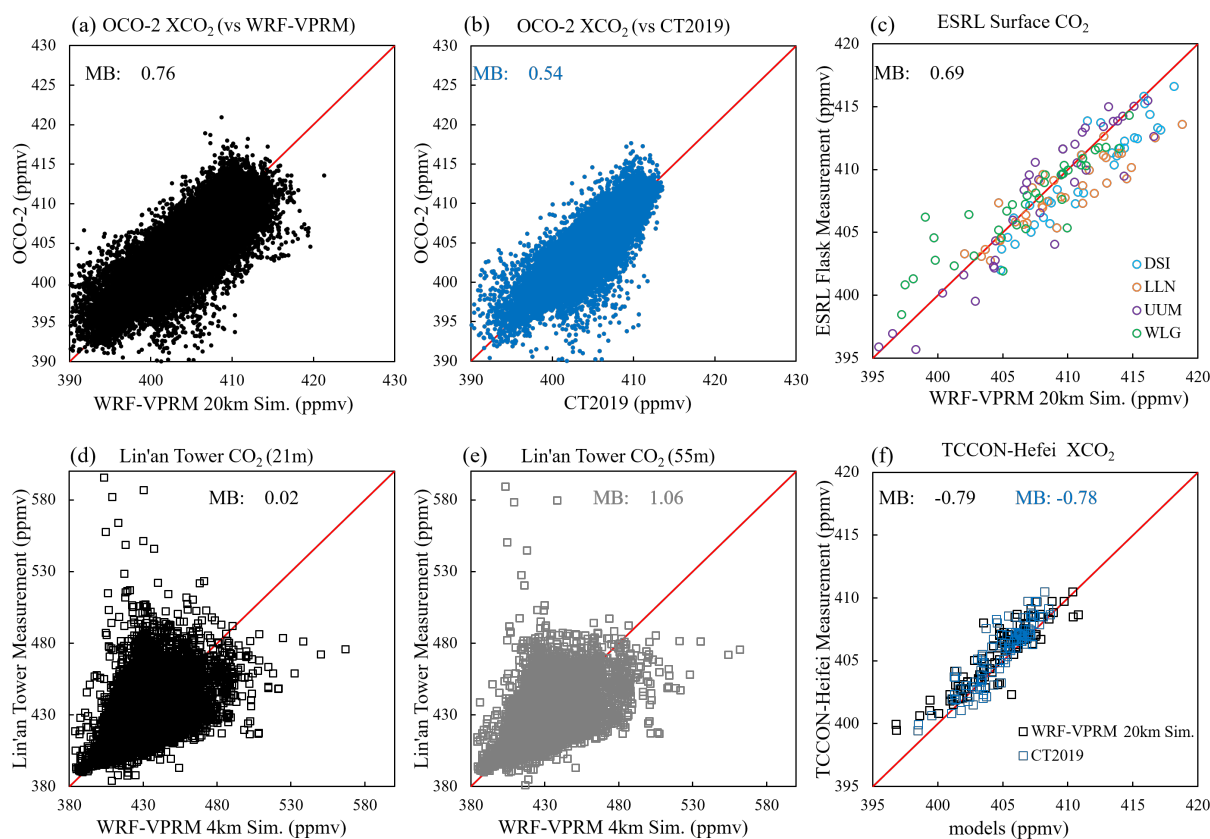 (a) OCO-2 XCO₂ (vs WRF-VPRM)
MB: 0.76
430
425
420
415
410
405
400
395
390
OCO-2 (ppmv)
390 400 410 420 430
WRF-VPRM 20km Sim. (ppmv)
(b) OCO-2 XCO₂ (vs CT2019)
MB: 0.54
430
425
420
415
410
405
400
395
390
OCO-2 (ppmv)
390 400 410 420 430
CT2019 (ppmv)
(c) ESRL Surface CO₂
MB: 0.69
420
415
410
405
400
395
ESRL Flask Measurement (ppmv)
DSI
LLN
UUM
WLG
395 400 405 410 415 420
WRF-VPRM 20km Sim. (ppmv)
(d) Lin'an Tower CO₂ (21m)
MB: 0.02
580
530
480
430
380
Lin'an Tower Measurement (ppmv)
380 430 480 530 580
WRF-VPRM 4km Sim. (ppmv)
(e) Lin'an Tower CO₂ (55m)
MB: 1.06
580
530
480
430
380
Lin'an Tower Measurement (ppmv)
380 430 480 530 580
WRF-VPRM 4km Sim. (ppmv)
(f) TCCON-Hefei XCO₂
MB: -0.79 MB: -0.78
420
415
410
405
400
395
TCCON-Heifei Measurement (ppmv)
WRF-VPRM 20km Sim.
CT2019
395 400 405 410 415 420
models (ppmv)